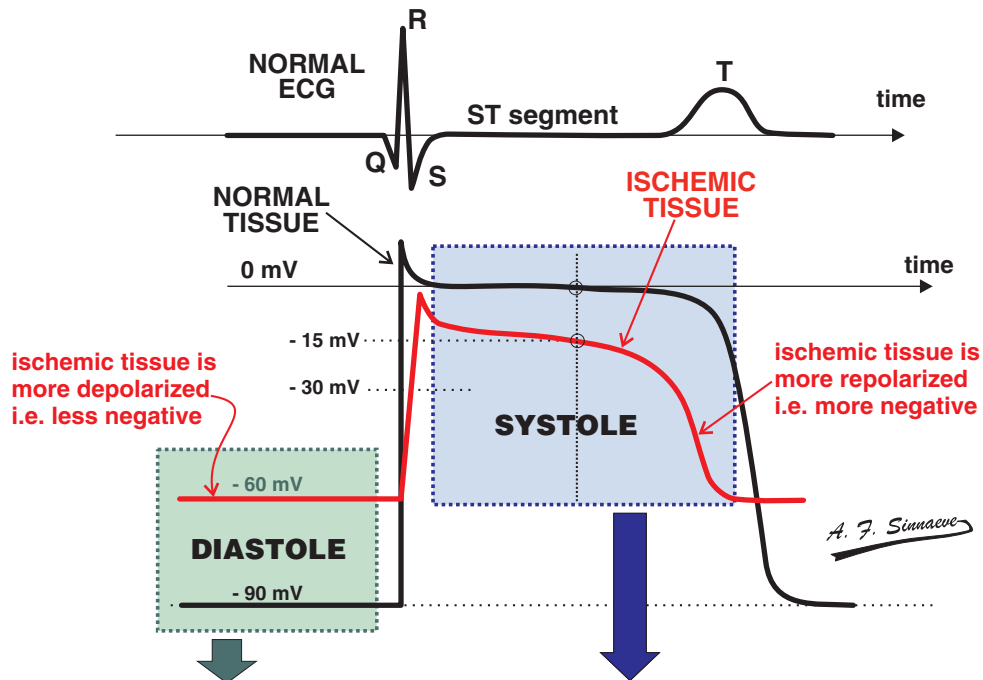 R
NORMAL
ECG
T
time
ST segment
Q
S
NORMAL
TISSUE
ISCHEMIC
TISSUE
0 mV
time
- 15 mV
ischemic tissue is
more depolarized
i.e. less negative
- 30 mV
ischemic tissue is
more repolarized
i.e. more negative
SYSTOLE
- 60 mV
A. F. Sinnaeve
DIASTOLE
- 90 mV